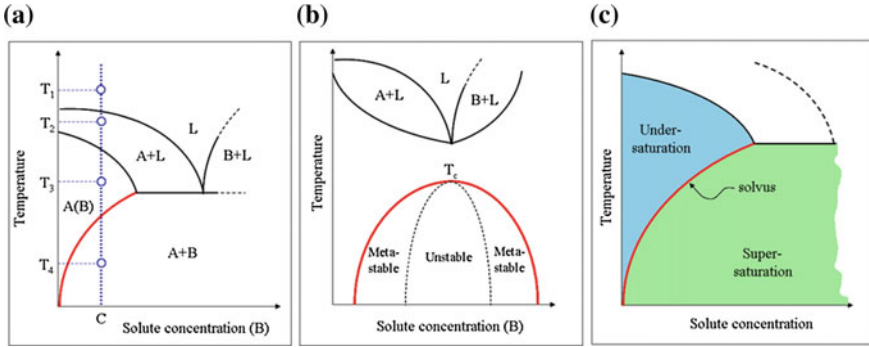 (a)
Temperature
T1
T2
T3
T4
L
A+L
B+L
A(B)
A+B
C
Solute concentration (B)
(b)
Temperature
L
A+L
B+L
Tc
Meta-
stable
Unstable
Meta-
stable
Solute concentration (B)
(c)
Temperature
Under-
saturation
solvus
Super-
saturation
Solute concentration